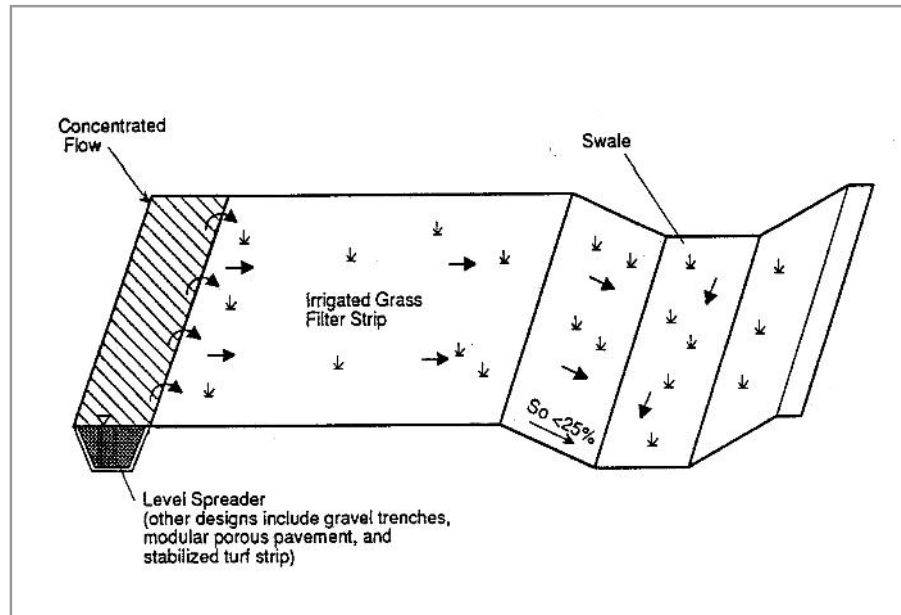 Concentrated
Flow
Swale
Irrigated Grass
Filter Strip
So <25%
Level Spreader
(other designs include gravel trenches,
modular porous pavement, and
stabilized turf strip)